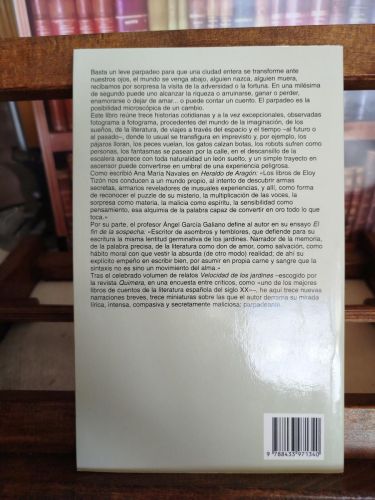 Basta un leve parpadeo para que una ciudad entera se transforme ante
nuestros ojos, el mundo se venga abajo, alguien nazca, alguien muera,
recibamos por sorpresa la visita de la adversidad o la fortuna. En una milésima
de segundo puede uno alcanzar la riqueza o arruinarse, ganar o perder,
enamorarse o dejar de amar... o puede contar un cuento. El parpadeo es la
posibilidad microscópica de un cambio.
Este libro reúne trece historias cotidianas y a la vez excepcionales, observadas
fotograma a fotograma, procedentes del mundo de la imaginación, de los
sueños, de la literatura, de viajes a través del espacio y el tiempo –al futuro o
al pasado–, donde lo usual se transfigura en imprevisto y, por ejemplo, los
pájaros lloran, los peces vuelan, los gatos calzan botas, los robots sufren como
personas, los fantasmas se pasean por la calle, en el descansillo de la
escalera aparece con toda naturalidad un león suelto, y un simple trayecto en
ascensor puede convertirse en umbral de una experiencia peligrosa.
Como escribió Ana María Navales en Heraldo de Aragón: «Los libros de Eloy
Tizón nos conducen a un mundo propio, al intento de descubrir armas
secretas, armarios reveladores de inusuales experiencias, y allí, como forma
de reconocer el puzzle de su misterio, la multiplicación de las voces, la
sorpresa como materia, la malicia como espíritu, la sensibilidad como
pensamiento, esa alquimia de la palabra capaz de convertir en oro todo lo que
toca.»
Por su parte, el profesor Ángel García Galiano define al autor en su ensayo El
fin de la sospecha: «Escritor de asombros y temblores, que defiende para su
escritura la misma lentitud germinativa de los jardines. Narrador de la memoria,
de la palabra precisa, de la literatura como don de amor, como salvación, como
hábito moral con que vestir la absurda (de otro modo) realidad; de ahí su
explícito empeño en escribir bien, por asumir en propia carne y sangre que la
sintaxis no es sino un movimiento del alma.»
Tras el celebrado volumen de relatos Velocidad de los jardines –escogido por
la revista Quimera, en una encuesta entre críticos, como «uno de los mejores
libros de cuentos de la literatura española del siglo XX»–, he aquí trece nuevas
narraciones breves, trece miniaturas sobre las que el autor derrama su mirada
lírica, intensa, compasiva y secretamente maliciosa; parpadeante.
9 788433 971340